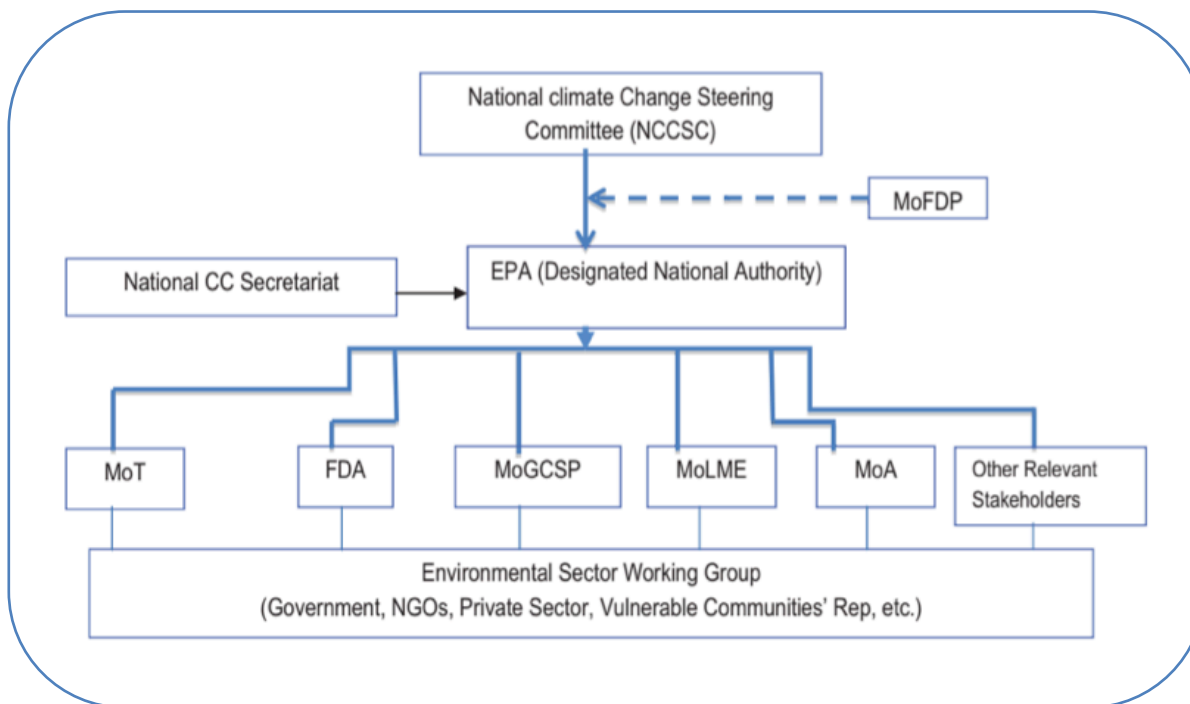 National climate Change Steering
Committee (NCCSC)
MoFDP
National CC Secretariat
EPA (Designated National Authority)
MoT
FDA
MoGCSP
MoLME
MoA
Other Relevant
Stakeholders
Environmental Sector Working Group
(Government, NGOs, Private Sector, Vulnerable Communities' Rep, etc.)